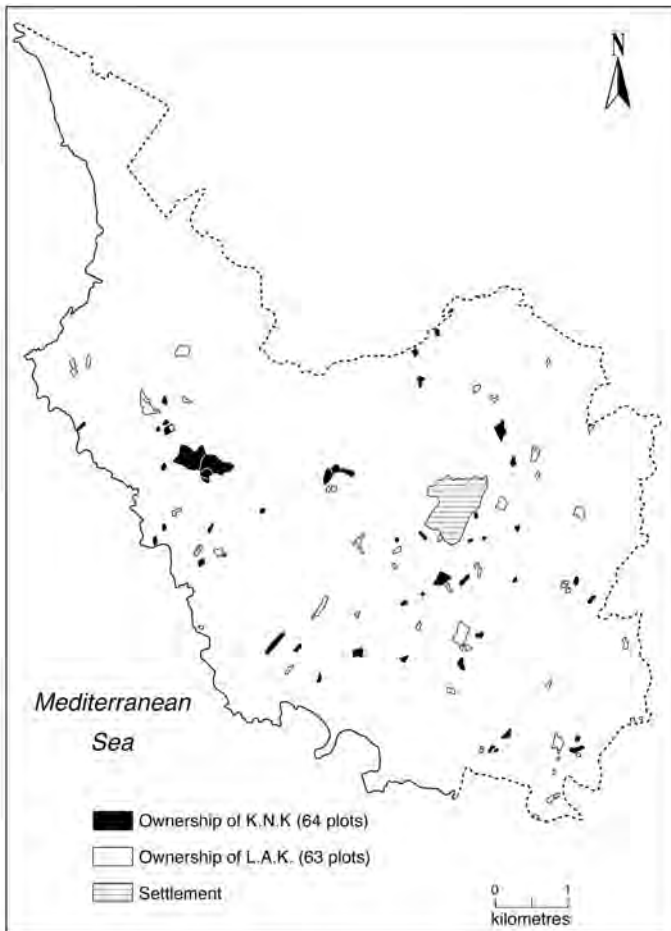 N
Mediterranean
Sea
Ownership of K.N.K (64 plots)
Ownership of L.A.K. (63 plots)
Settlement
0 1
kilometres